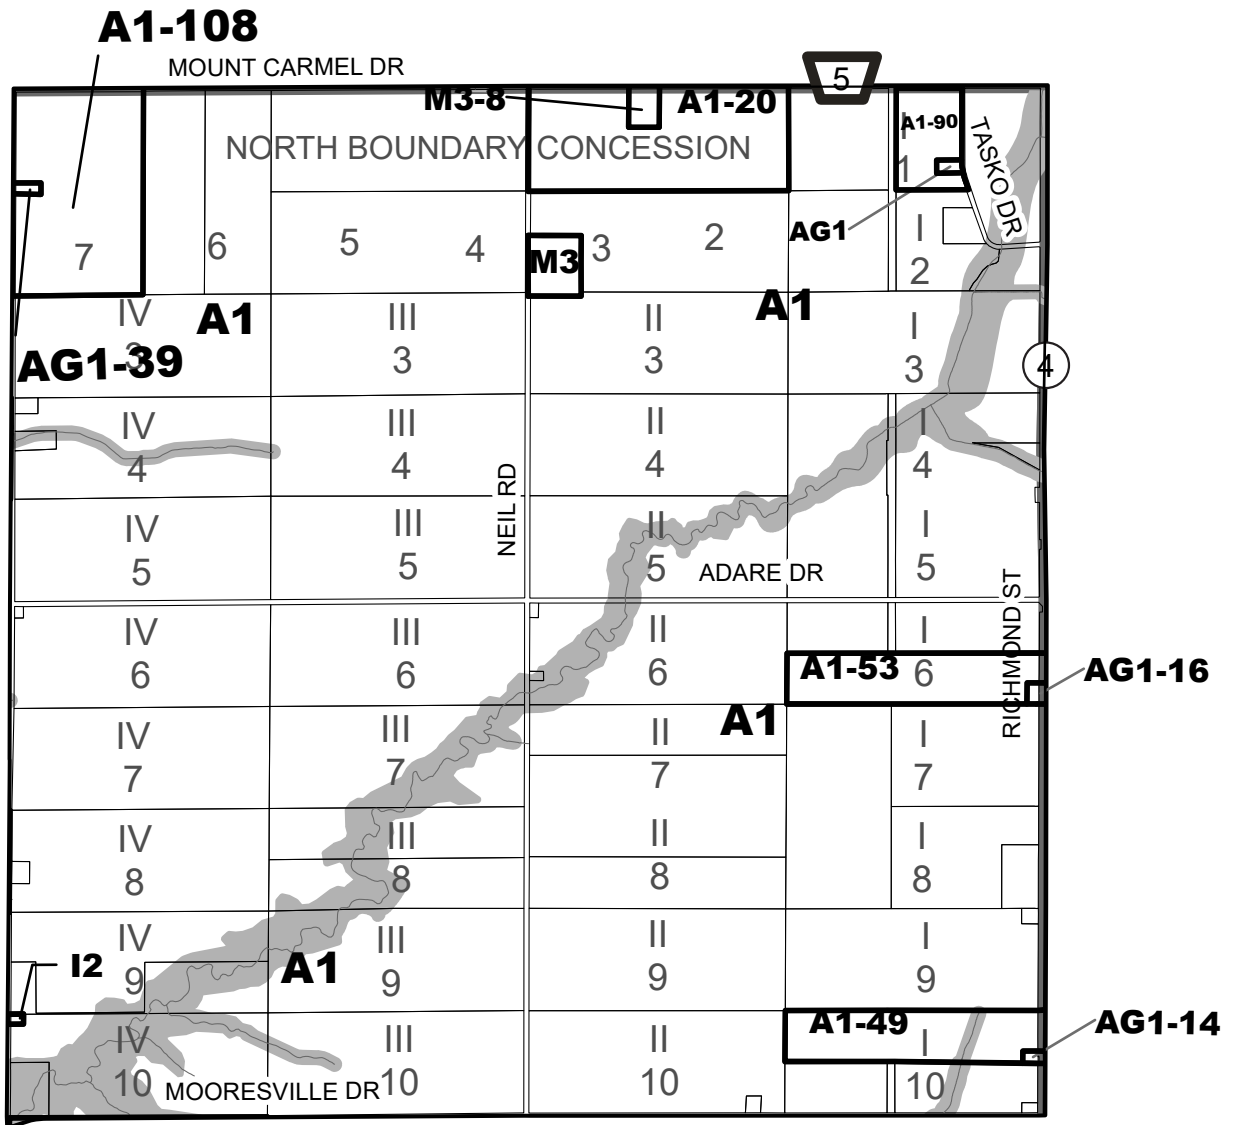 A1-108
MOUNT CARMEL DR
5
M3-8
A1-20
A1-90
I
1
TASKO DR
NORTH BOUNDARY CONCESSION
AG1
7
6
5
4
M3
3
2
I
2
A1
A1
IV
3
III
3
II
3
I
3
AG1-39
4
IV
4
III
4
II
4
I
4
NEIL RD
IV
5
III
5
II
5
I
5
ADARE DR
RICHMOND ST
IV
6
III
6
II
6
I
6
A1-53
AG1-16
A1
IV
7
III
7
II
7
I
7
IV
8
III
8
II
8
I
8
IV
9
III
9
II
9
I
9
I2
A1
A1-49
AG1-14
IV
10
III
10
II
10
I
10
MOORESVILLE DR